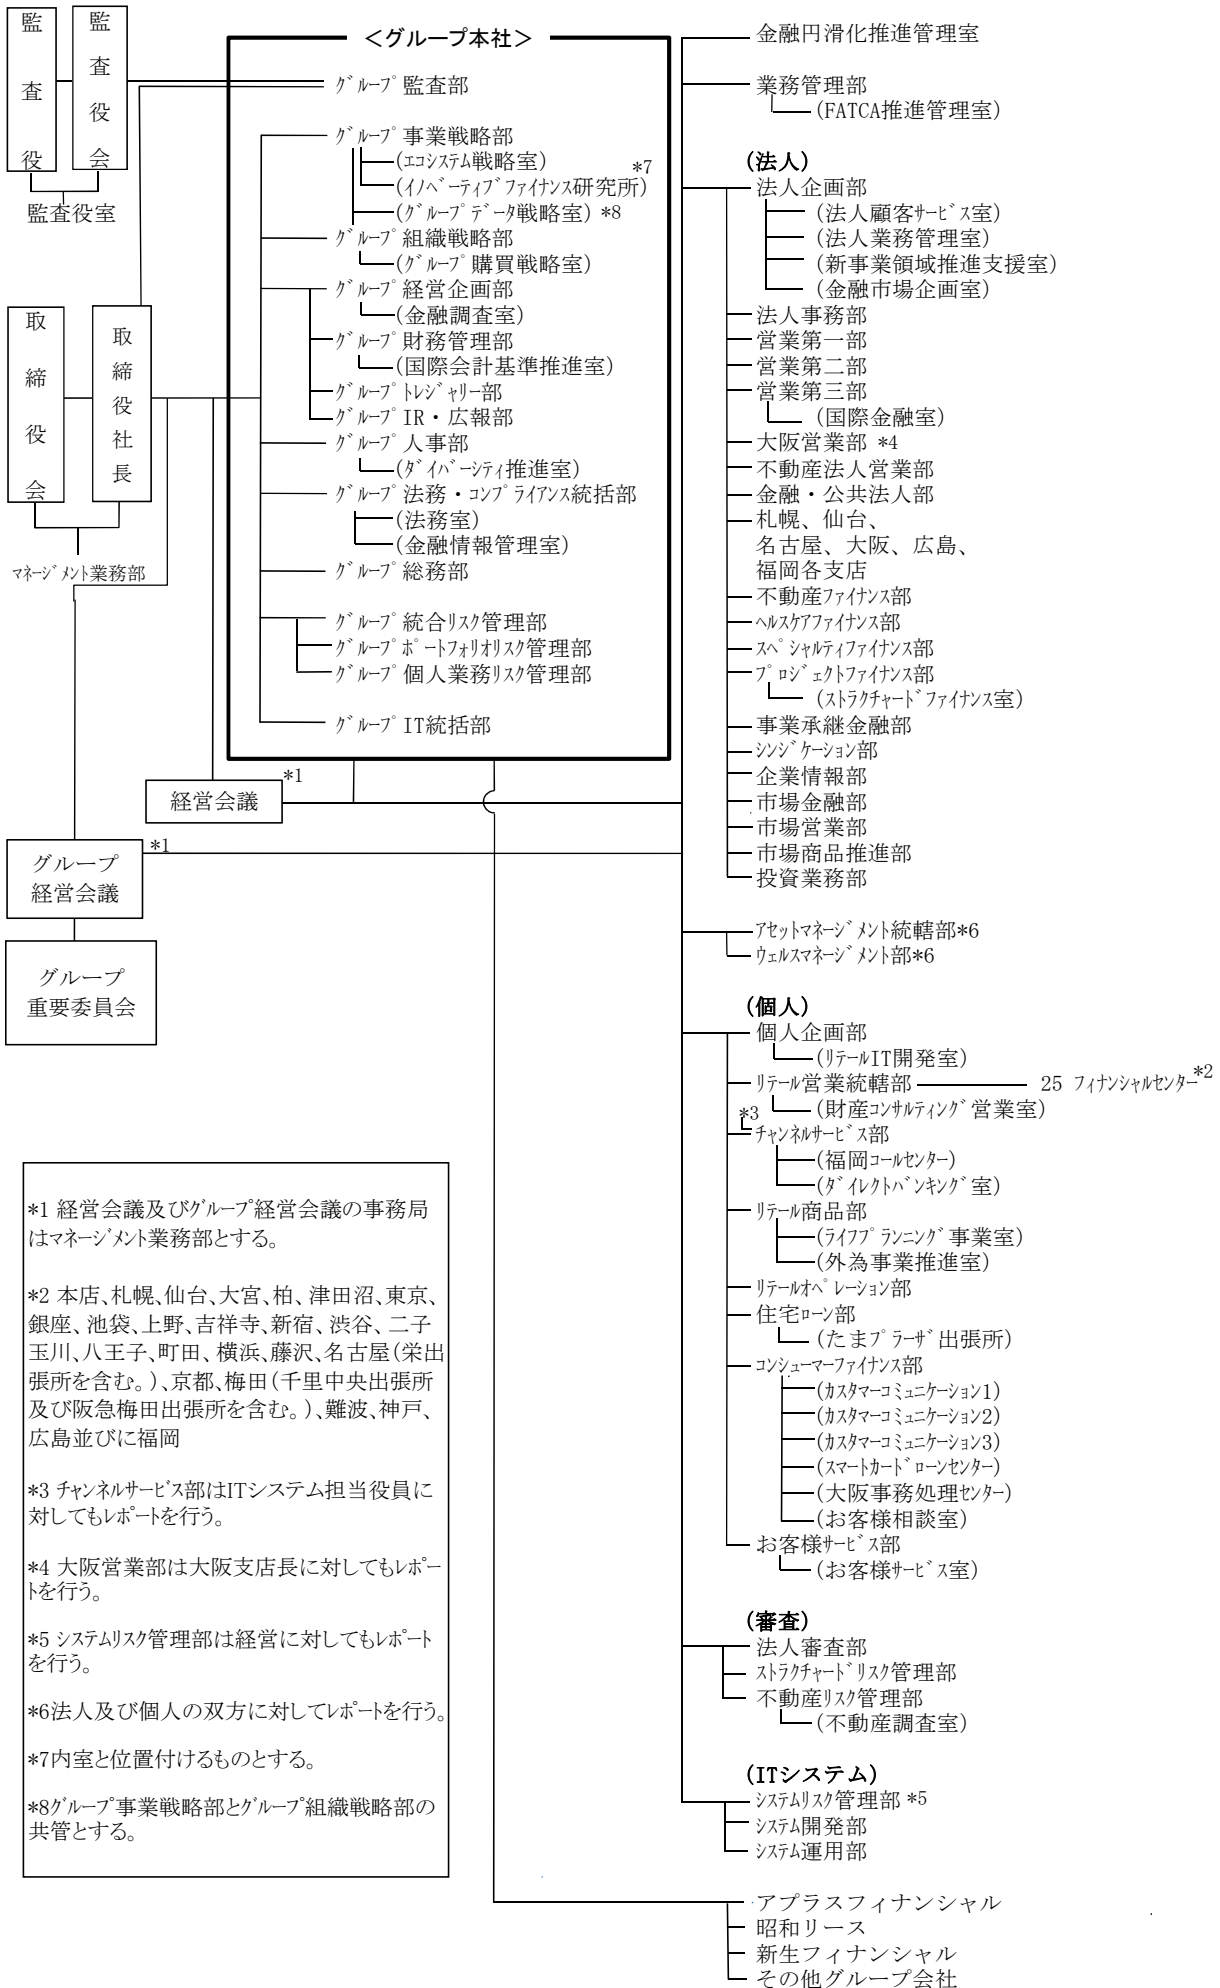 監査役
監査役会
監査役室
取締役会
取締役社長
マネージメント業務部
＜グループ本社＞
グループ監査部
グループ事業戦略部
(エコシステム戦略室)
(イノベーティブファイナンス研究所) *7
(グループデータ戦略室) *8
グループ組織戦略部
(グループ購買戦略室)
グループ経営企画部
(金融調査室)
グループ財務管理部
(国際会計基準推進室)
グループトレジャリー部
グループIR・広報部
グループ人事部
(ダイバーシティ推進室)
グループ法務・コンプライアンス統括部
(法務室)
(金融情報管理室)
グループ総務部
グループ統合リスク管理部
グループポートフォリオリスク管理部
グループ個人業務リスク管理部
グループIT統括部
経営会議 *1
グループ
経営会議 *1
グループ
重要委員会
金融円滑化推進管理室
業務管理部
(FATCA推進管理室)
(法人)
法人企画部
(法人顧客サービス室)
(法人業務管理室)
(新事業領域推進支援室)
(金融市場企画室)
法人事務部
営業第一部
営業第二部
営業第三部
(国際金融室)
大阪営業部 *4
不動産法人営業部
金融・公共法人部
札幌、仙台、
名古屋、大阪、広島、
福岡各支店
不動産ファイナンス部
ヘルスケアファイナンス部
スペシャルティファイナンス部
プロジェクトファイナンス部
(ストラクチャードファイナンス室)
事業承継金融部
シンジケーション部
企業情報部
市場金融部
市場営業部
市場商品推進部
投資業務部
アセットマネージメント統轄部*6
ウェルスマネージメント部*6
(個人)
個人企画部
(リテールIT開発室)
リテール営業統轄部 25 フィナンシャルセンター*2
(財産コンサルティング営業室)
*3
チャンネルサービス部
(福岡コールセンター)
(ダイレクトバンキング室)
リテール商品部
(ライフプランニング事業室)
(外為事業推進室)
リテールオペレーション部
住宅ローン部
(たまプラーザ出張所)
コンシューマーファイナンス部
(カスタマーコミュニケーション1)
(カスタマーコミュニケーション2)
(カスタマーコミュニケーション3)
(スマートカードローンセンター)
(大阪事務処理センター)
(お客様相談室)
お客様サービス部
(お客様サービス室)
(審査)
法人審査部
ストラクチャードリスク管理部
不動産リスク管理部
(不動産調査室)
(ITシステム)
システムリスク管理部 *5
システム開発部
システム運用部
アプラスフィナンシャル
昭和リース
新生フィナンシャル
その他グループ会社
*1 経営会議及びグループ経営会議の事務局
はマネージメント業務部とする。
*2 本店、札幌、仙台、大宮、柏、津田沼、東京、
銀座、池袋、上野、吉祥寺、新宿、渋谷、二子
玉川、八王子、町田、横浜、藤沢、名古屋(栄出
張所を含む。)、京都、梅田(千里中央出張所
及び阪急梅田出張所を含む。)、難波、神戸、
広島並びに福岡
*3 チャンネルサービス部はITシステム担当役員に
対してもレポートを行う。
*4 大阪営業部は大阪支店長に対してもレポー
トを行う。
*5 システムリスク管理部は経営に対してもレポート
を行う。
*6法人及び個人の双方に対してレポートを行う。
*7内室と位置付けるものとする。
*8グループ事業戦略部とグループ組織戦略部の
共管とする。